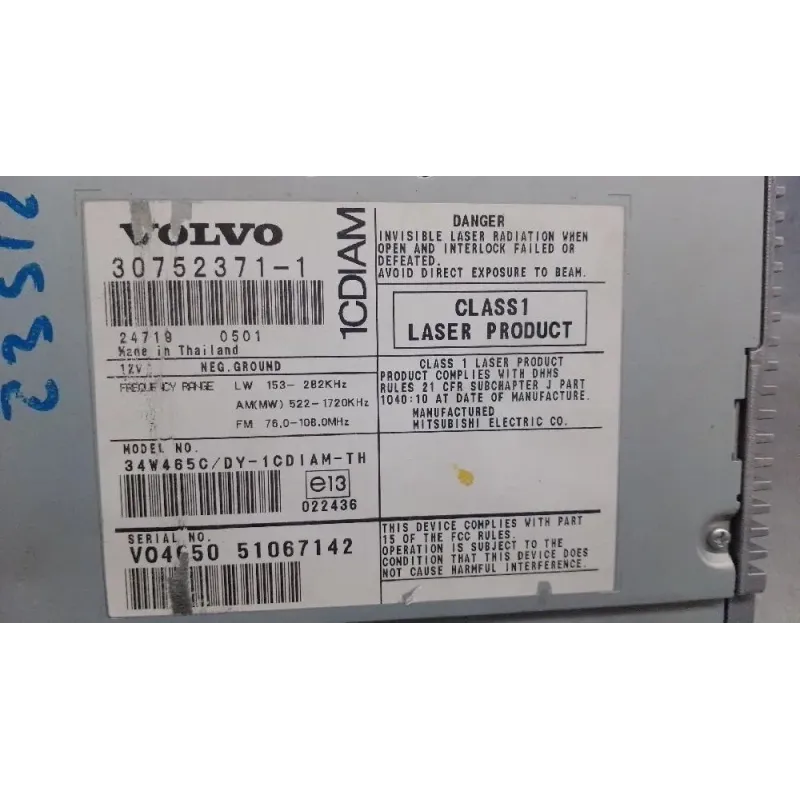 23512
VOLVO
30752371-1
1CDIAM
24719 0501
Made in Thailand
12V NEG.GROUND
FREQUENCY RANGE LW 153-282KHz
AM(MW) 522-1720KHz
FM 76.0-108.0MHz
MODEL NO.
34W465C/DY-1CDIAM-TH
e13
022436
SERIAL NO.
51067142
DANGER
INVISIBLE LASER RADIATION WHEN
OPEN AND INTERLOCK FAILED OR
DEFEATED.
AVOID DIRECT EXPOSURE TO BEAM.
CLASS1
LASER PRODUCT
CLASS 1 LASER PRODUCT
PRODUCT COMPLIES WITH DHHS
RULES 21 CFR SUBCHAPTER J PART
1040:10 AT DATE OF MANUFACTURE.
MANUFACTURED
MITSUBISHI ELECTRIC CO.
THIS DEVICE COMPLIES WITH PART
15 OF THE FCC RULES.
OPERATION IS SUBJECT TO THE
CONDITION THAT THIS DEVICE DOES
NOT CAUSE HARMFUL INTERFERENCE.